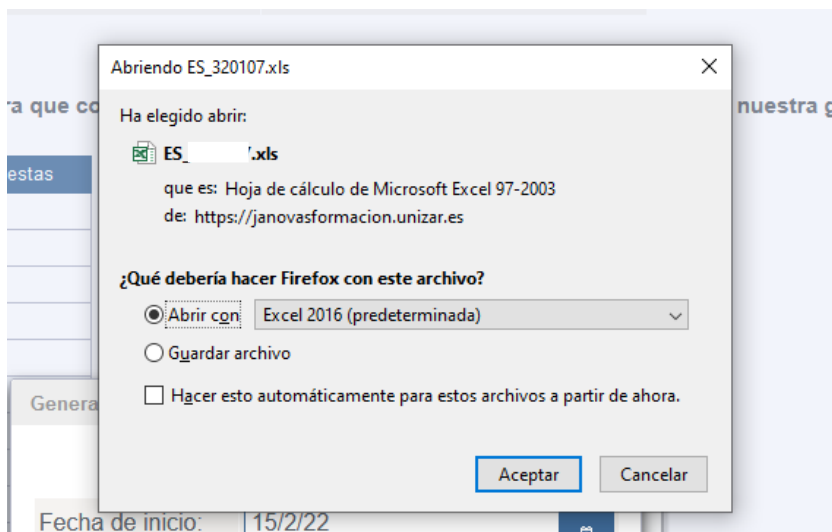 Abriendo ES_320107.xls
ra que co
nuestra g
Ha elegido abrir:
estas
ES_ .xls
que es: Hoja de cálculo de Microsoft Excel 97-2003
de: https://janovasformacion.unizar.es
¿Qué debería hacer Firefox con este archivo?
Abrir con Excel 2016 (predeterminada)
Guardar archivo
Hacer esto automáticamente para estos archivos a partir de ahora.
Genera
Aceptar Cancelar
Fecha de inicio: 15/2/22